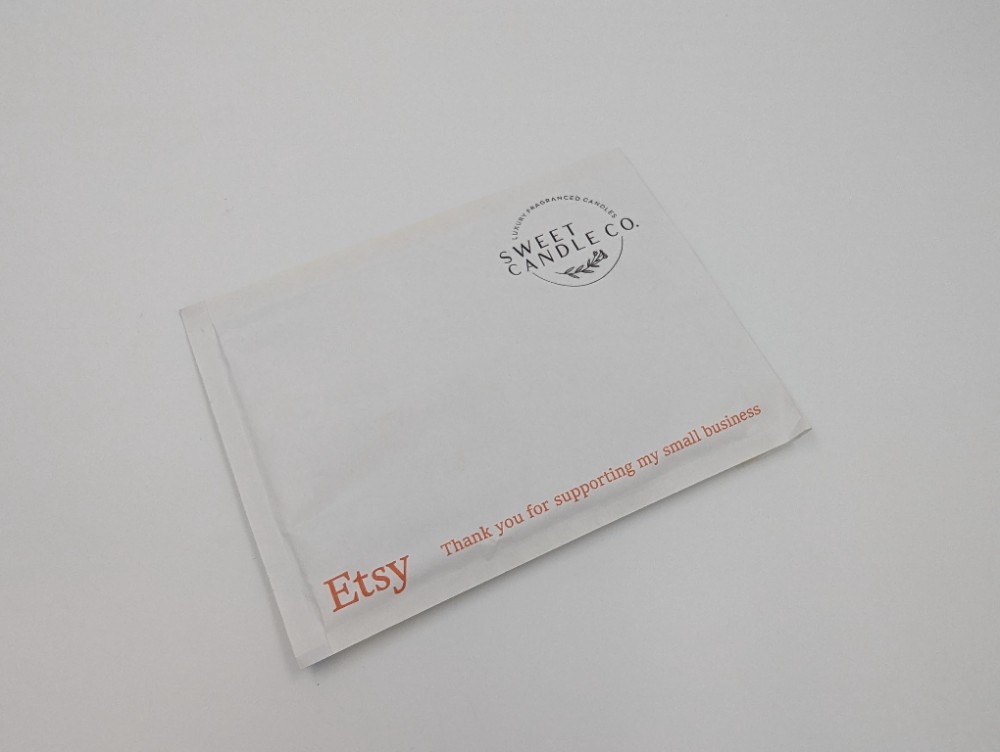 LUXURY FRAGRANCED CANDLES
SWEET
CANDLE CO.
Etsy Thank you for supporting my small business